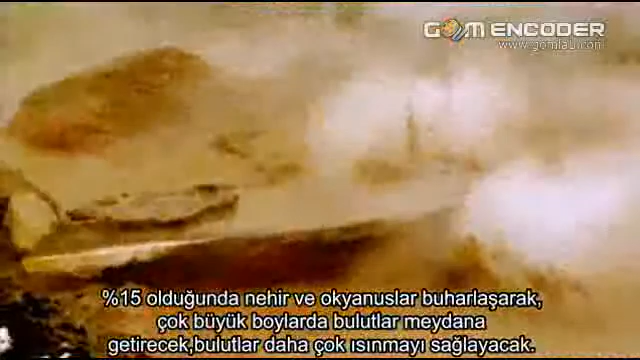 GOM ENCODER
www.gomlab.com
%15 olduğunda nehir ve okyanuslar buharlaşarak,
çok büyük boylarda bulutlar meydana
getirecek,bulutlar daha çok ısınmayı sağlayacak.